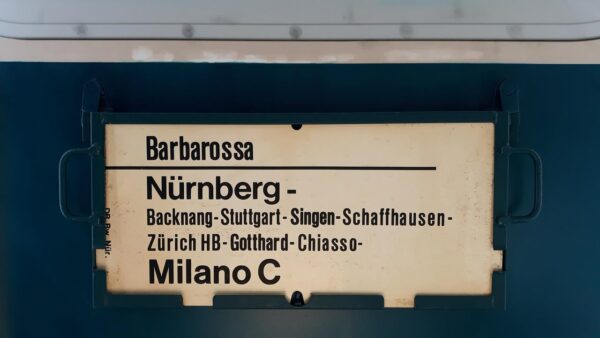 Barbarossa
Nürnberg -
Backnang-Stuttgart-Singen-Schaffhausen-
Zürich HB-Gotthard-Chiasso-
Milano C